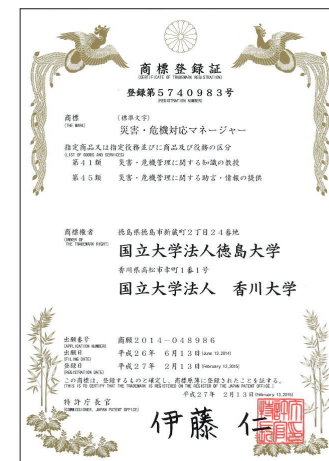 商標登録証
(CERTIFICATE OF TRADEMARK REGISTRATION)
登録第5740983号
(REGISTRATION NUMBER)
商標 (標準文字)
(THE MARK)
災害・危機対応マネージャー
指定商品又は指定役務並びに商品及び役務の区分
(LIST OF GOODS AND SERVICES)
第41類 災害・危機管理に関する知識の教授
第45類 災害・危機管理に関する助言・情報の提供
商標権者 徳島県徳島市新蔵町2丁目24番地
(OWNER OF THE TRADEMARK RIGHT)
国立大学法人徳島大学
香川県高松市幸町1番1号
国立大学法人 香川大学
出願番号 商願2014-048986
(APPLICATION NUMBER)
出願日 平成26年 6月13日(June 13,2014)
(FILING DATE)
登録日 平成27年 2月13日(February 13,2015)
(REGISTRATION DATE)
この商標は、登録するものと確定し、商標原簿に登録されたことを証する。
(THIS IS TO CERTIFY THAT THE TRADEMARK IS REGISTERED ON THE REGISTER OF THE JAPAN PATENT OFFICE.)
平成27年 2月13日(February 13,2015)
特許庁長官
(COMMISSIONER, JAPAN PATENT OFFICE)
伊藤 仁